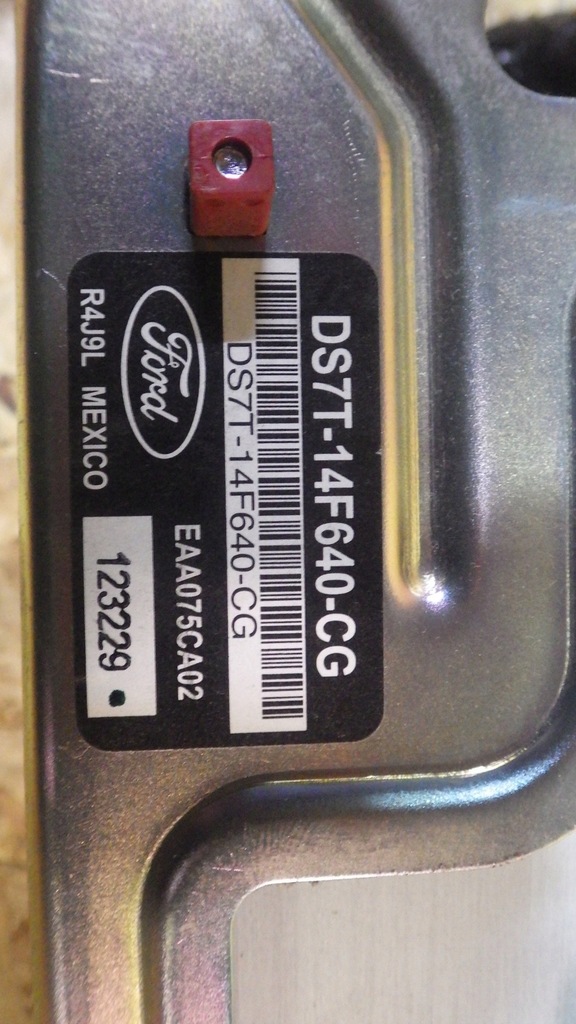 DS7T-14F640-CG
DS7T-14F640-CG
EAA075CA02
Ford
R4J9L MEXICO
123229